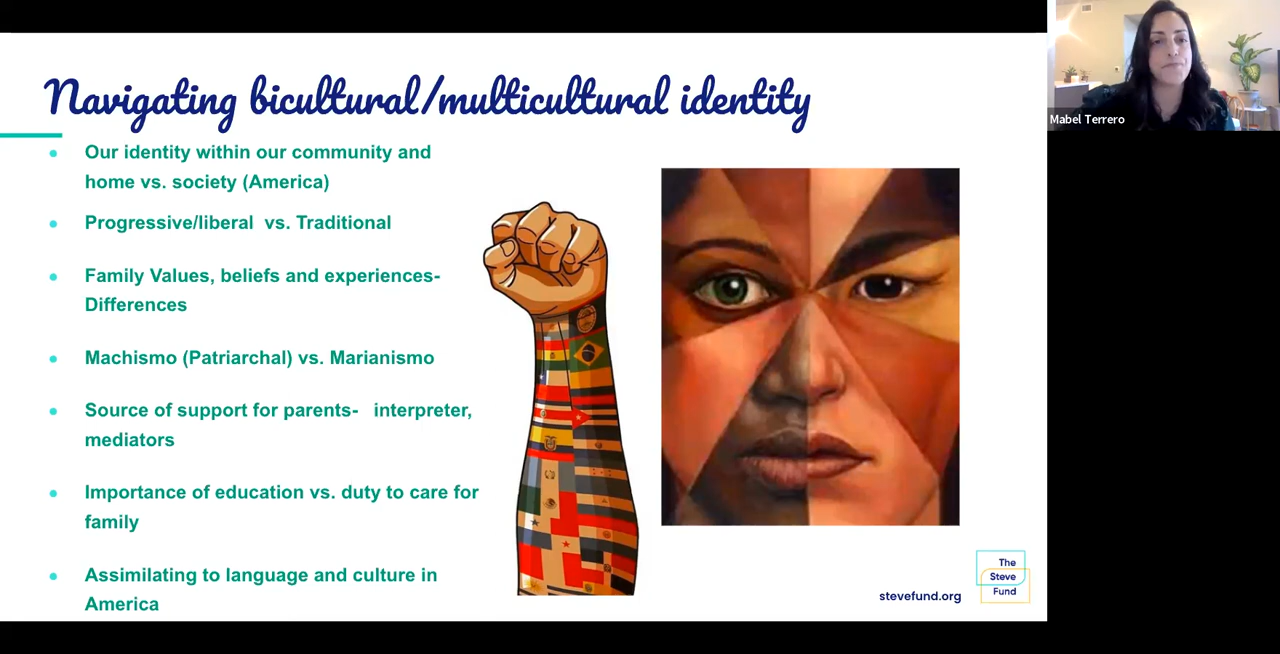 Navigating bicultural/multicultural identity
Our identity within our community and
home vs. society (America)
Progressive/liberal vs. Traditional
Family Values, beliefs and experiences-
Differences
Machismo (Patriarchal) vs. Marianismo
Source of support for parents- interpreter,
mediators
Importance of education vs. duty to care for
family
Assimilating to language and culture in
America
stevefund.org
The
Steve
Fund
Mabel Terrero